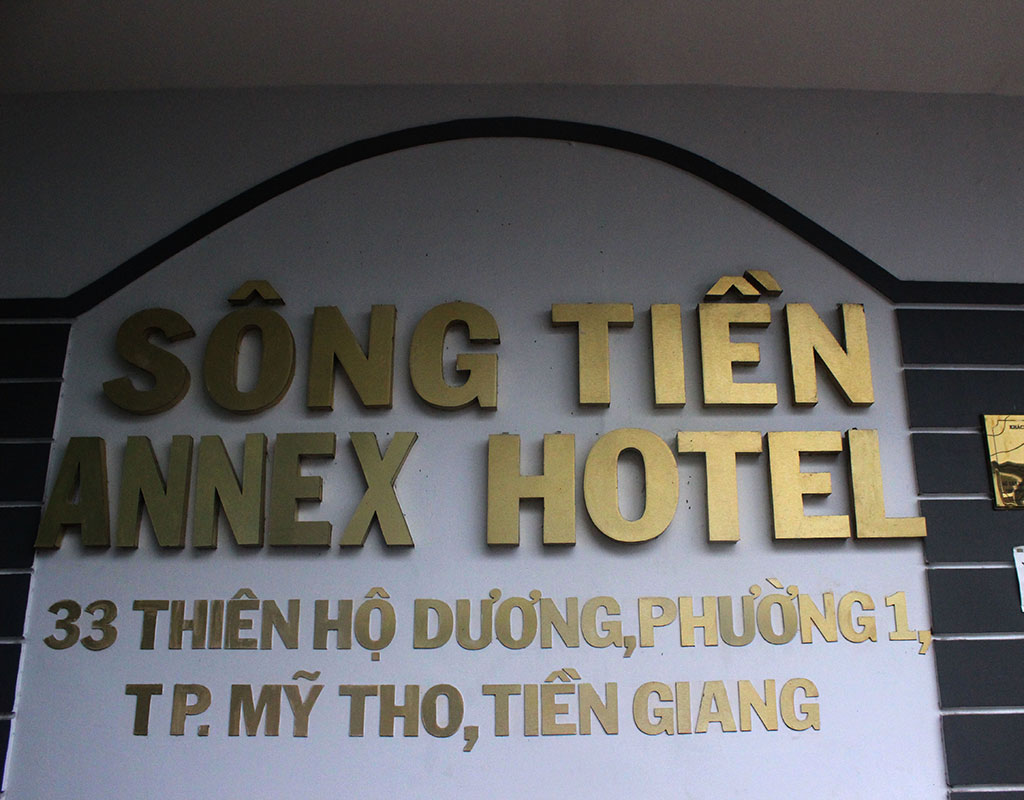 SÔNG TIỀN
ANNEX HOTEL
33 THIÊN HỘ DƯƠNG,PHƯỜNG 1,
TP. MỸ THO, TIỀN GIANG